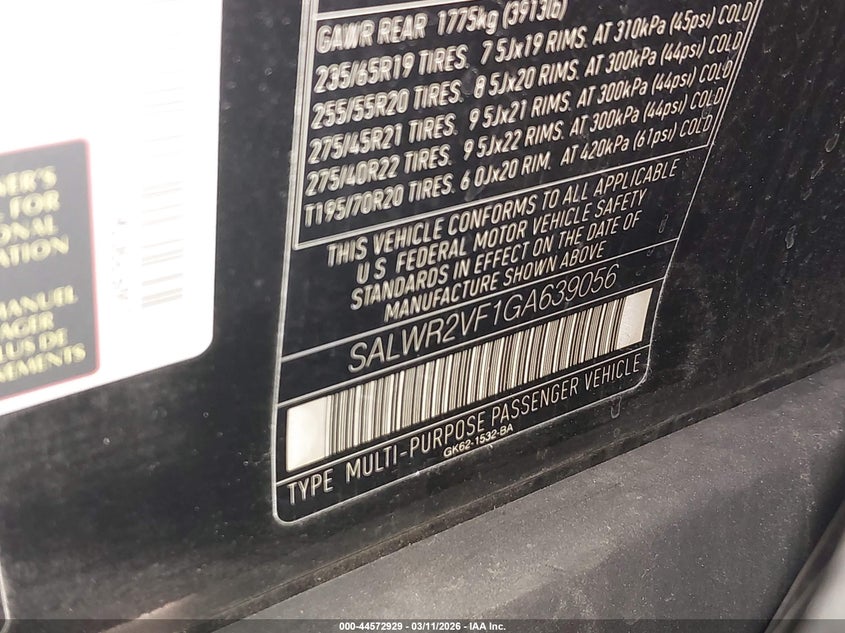 GAWR REAR 1775kg (3913lb)
235/65R19 TIRES. 7 5Jx19 RIMS. AT 310kPa (45psi) COLD
255/55R20 TIRES. 8 5Jx20 RIMS. AT 300kPa (44psi) COLD
275/45R21 TIRES. 9 5Jx21 RIMS. AT 300kPa (44psi) COLD
275/40R22 TIRES. 9 5Jx22 RIMS. AT 300kPa (44psi) COLD
T195/70R20 TIRES. 6 0Jx20 RIM. AT 420kPa (61psi) COLD
THIS VEHICLE CONFORMS TO ALL APPLICABLE
U S FEDERAL MOTOR VEHICLE SAFETY
STANDARDS IN EFFECT ON THE DATE OF
MANUFACTURE SHOWN ABOVE
SALWR2VF1GA639056
TYPE MULTI-PURPOSE PASSENGER VEHICLE
GK62-1532-BA
NER'S
FOR
ONAL
ATION
MANUEL
AGER
LUS DE
NEMENTS
000-44572929 - 03/11/2026 - IAA Inc.